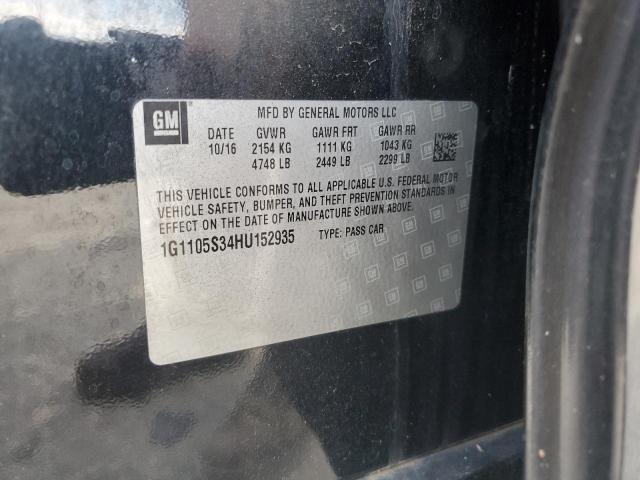 GM
MFD BY GENERAL MOTORS LLC
DATE GVWR GAWR FRT GAWR RR
10/16 2154 KG 1111 KG 1043 KG
4748 LB 2449 LB 2299 LB
THIS VEHICLE CONFORMS TO ALL APPLICABLE U.S. FEDERAL MOTOR
VEHICLE SAFETY, BUMPER, AND THEFT PREVENTION STANDARDS IN
EFFECT ON THE DATE OF MANUFACTURE SHOWN ABOVE.
1G1105S34HU152935 TYPE: PASS CAR